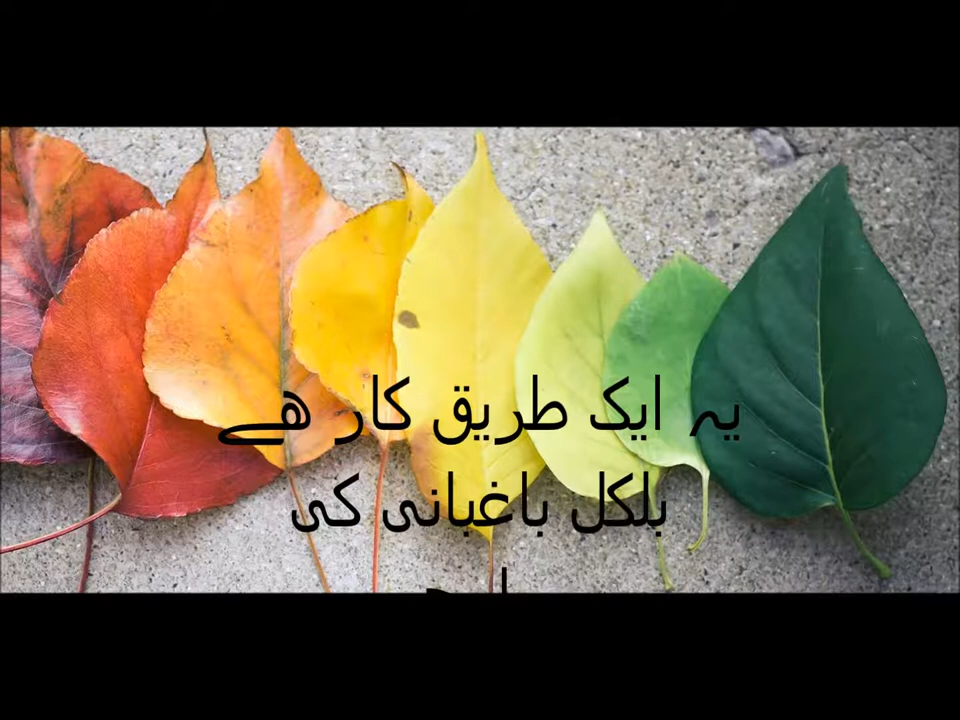 یہ ایک طریق کار ھے
بلکل باغبانی کی